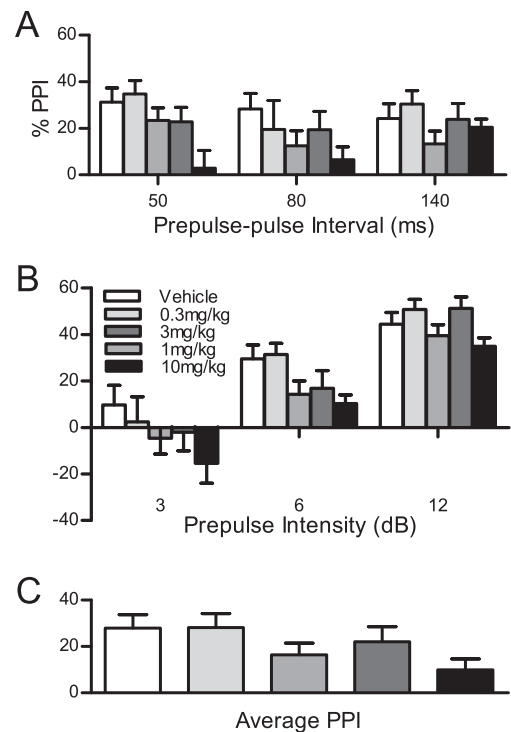 A
60
40
20
0
% PPI
50 80 140
Prepulse-pulse Interval (ms)
B
60
40
20
0
-20
-40
Vehicle
0.3mg/kg
3mg/kg
1mg/kg
10mg/kg
3 6 12
Prepulse Intensity (dB)
C
40
20
0
Average PPI